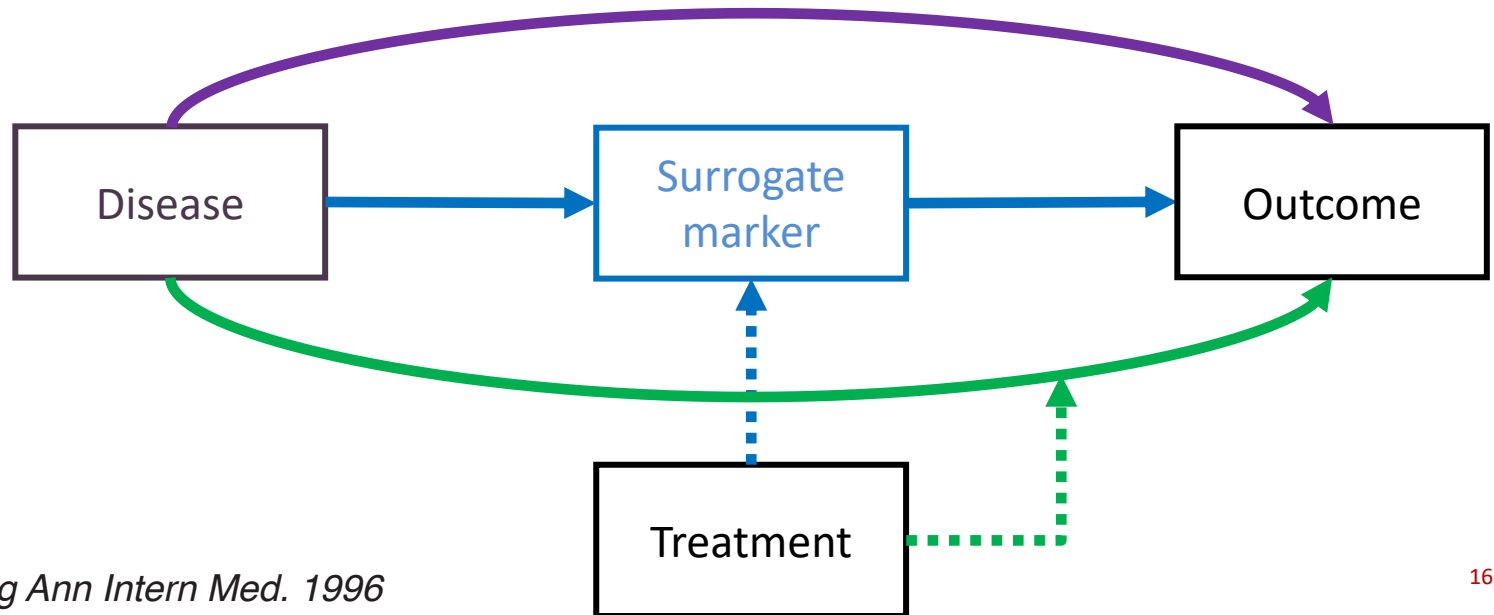 Disease
Surrogate
marker
Outcome
Treatment
g Ann Intern Med. 1996
16